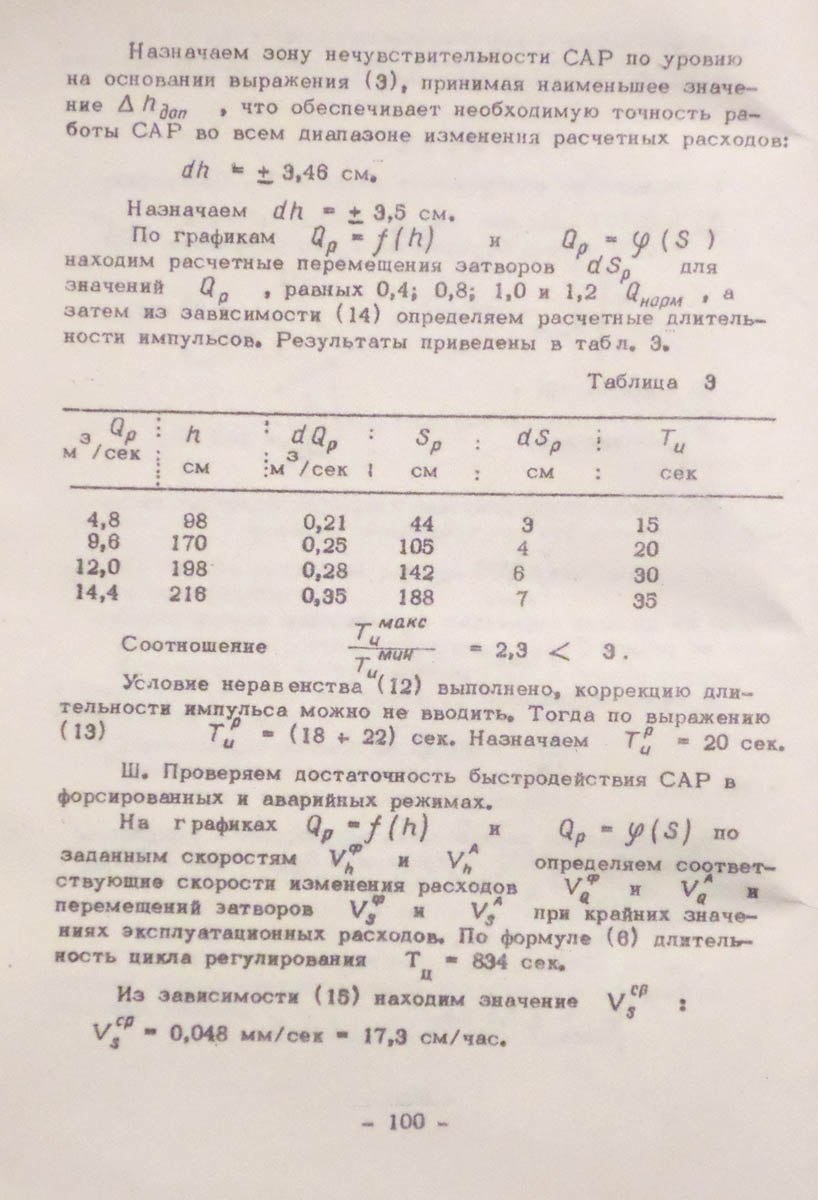 Назначаем зону нечувствительности САР по уровню
на основании выражения (3), принимая наименьшее значе-
ние Δ h доп , что обеспечивает необходимую точность ра-
боты САР во всем диапазоне изменения расчетных расходов:
dh = ± 3,46 см.
Назначаем dh = ± 3,5 см.
По графикам Qр = f(h) и Qр = φ(S )
находим расчетные перемещения затворов dSр для
значений Qр , равных 0,4; 0,8; 1,0 и 1,2 Qнорм , а
затем из зависимости (14) определяем расчетные длитель-
ности импульсов. Результаты приведены в табл. 3.
Таблица 3
Qр : h : dQр : Sр : dSр : Tи
м³/сек : см : м³/сек : см : см : сек
4,8 98 0,21 44 3 15
9,6 170 0,25 105 4 20
12,0 198 0,28 142 6 30
14,4 216 0,35 188 7 35
Соотношение Tи макс / Tи мин = 2,3 < 3.
Условие неравенства (12) выполнено, коррекцию дли-
тельности импульса можно не вводить. Тогда по выражению
(13) Tиᵖ = (18 ÷ 22) сек. Назначаем Tиᵖ = 20 сек.
Ш. Проверяем достаточность быстродействия САР в
форсированных и аварийных режимах.
На графиках Qр = f(h) и Qр = φ(S) по
заданным скоростям Vhф и VhА определяем соответ-
ствующие скорости изменения расходов VQф и VQА и
перемещений затворов Vsф и VsА при крайних значе-
ниях эксплуатационных расходов. По формуле (6) длитель-
ность цикла регулирования Tц = 834 сек.
Из зависимости (15) находим значение Vsср :
Vsср = 0,048 мм/сек = 17,3 см/час.
- 100 -